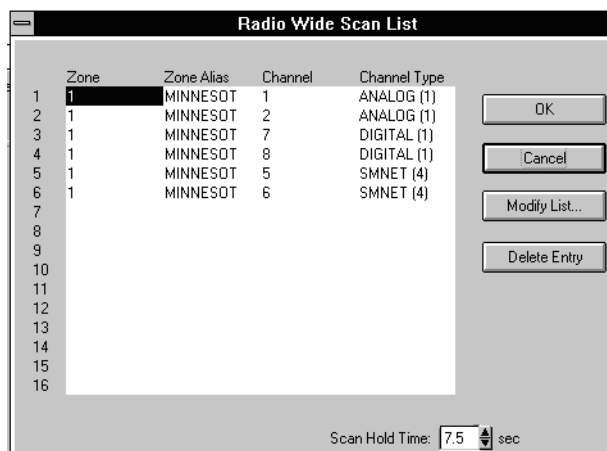 Radio Wide Scan List
Zone Zone Alias Channel Channel Type
1 1 MINNESOT 1 ANALOG (1)
2 1 MINNESOT 2 ANALOG (1)
3 1 MINNESOT 7 DIGITAL (1)
4 1 MINNESOT 8 DIGITAL (1)
5 1 MINNESOT 5 SMNET (4)
6 1 MINNESOT 6 SMNET (4)
7
8
9
10
11
12
13
14
15
16
OK
Cancel
Modify List...
Delete Entry
Scan Hold Time: 7.5 sec